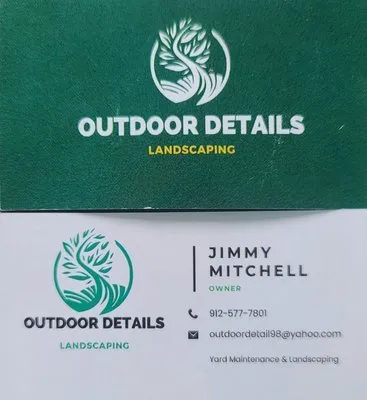 OUTDOOR DETAILS
LANDSCAPING
OUTDOOR DETAILS
LANDSCAPING
JIMMY
MITCHELL
OWNER
912-577-7801
outdoordetail98@yahoo.com
Yard Maintenance & Landscaping